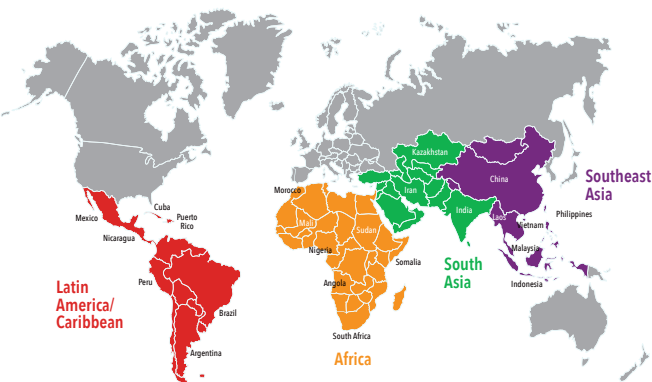 Kazakhstan
China
Southeast
Asia
Morocco
Iran
India
Laos
Philippines
Vietnam
Cuba
Mexico
Puerto
Rico
Nicaragua
Mali
Sudan
Nigeria
Somalia
Malaysia
South
Asia
Indonesia
Peru
Angola
Latin
America/
Caribbean
Brazil
South Africa
Argentina
Africa